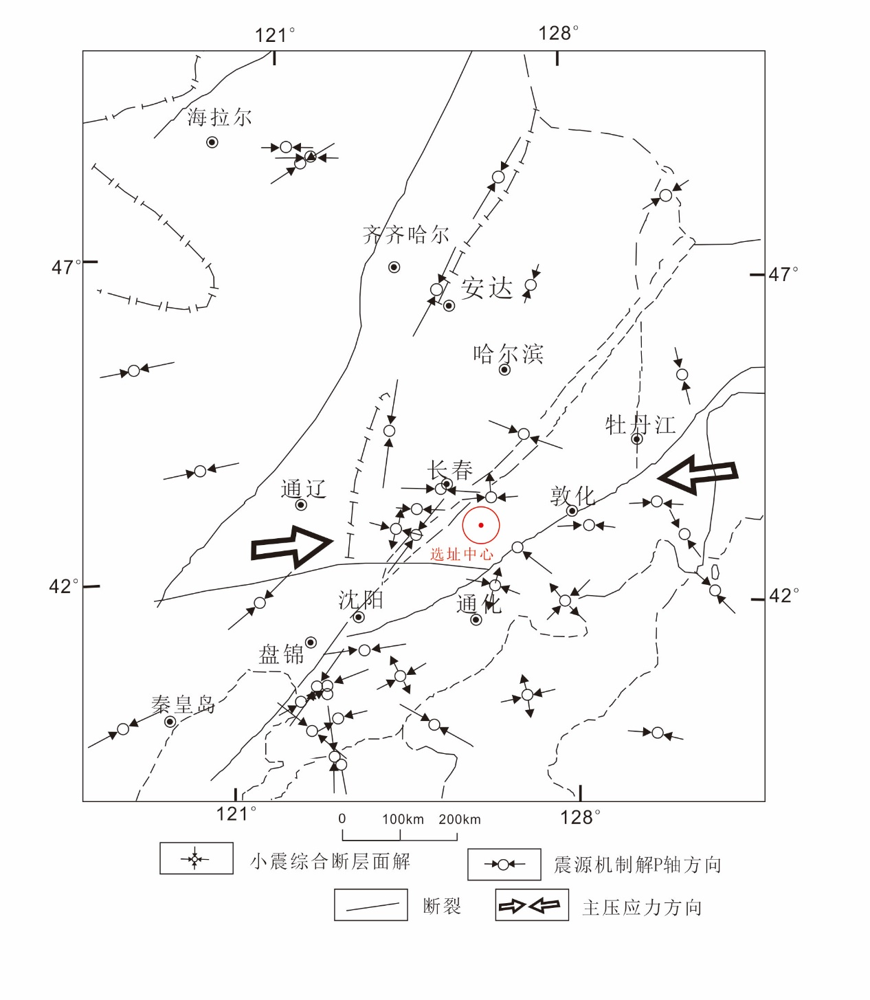 121°
128°
海拉尔
齐齐哈尔
47°
47°
安达
哈尔滨
牡丹江
长春
通辽
敦化
选址中心
42°
42°
沈阳
通化
盘锦
秦皇岛
121°
128°
0 100km 200km
小震综合断层面解
震源机制解P轴方向
断裂
主压应力方向